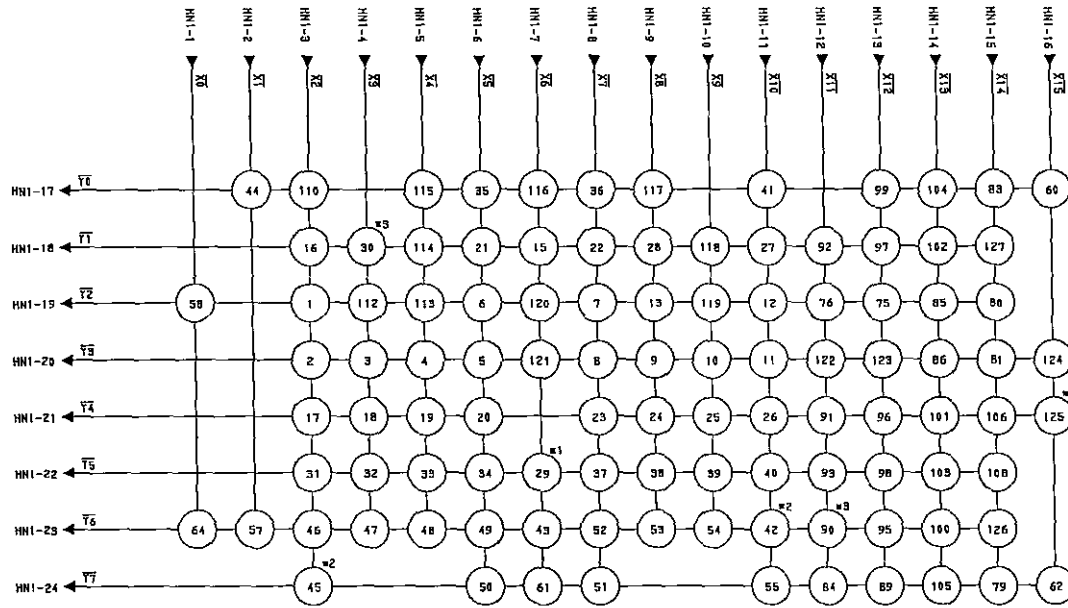 HN1-1 HN1-2 HN1-3 HN1-4 HN1-5 HN1-6 HN1-7 HN1-8 HN1-9 HN1-10 HN1-11 HN1-12 HN1-13 HN1-14 HN1-15 HN1-16
X0 X1 X2 X3 X4 X5 X6 X7 X8 X9 X10 X11 X12 X13 X14 X15
HN1-17 Y0 44 110 115 35 116 36 117 41 99 104 83 60
*3
HN1-18 Y1 16 30 114 21 15 22 28 118 27 92 97 102 127
HN1-19 Y2 58 1 112 113 6 120 7 13 119 12 76 75 85 80
HN1-20 Y3 2 3 4 5 121 8 9 10 11 122 123 86 81 124
HN1-21 Y4 17 18 19 20 23 24 25 26 91 96 101 106 125
*1
HN1-22 Y5 31 32 33 34 29 37 38 39 40 93 98 103 108
*2 *3
HN1-23 Y6 64 57 46 47 48 49 43 52 53 54 42 90 95 100 126
*2
HN1-24 Y7 45 50 61 51 55 84 89 105 79 62